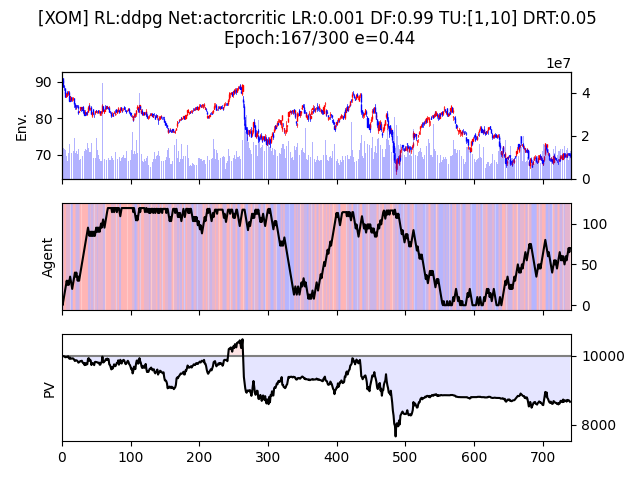 [XOM] RL:ddpg Net:actorcritic LR:0.001 DF:0.99 TU:[1,10] DRT:0.05
Epoch:167/300 e=0.44
1e7
90
80
70
Env.
4
2
0
Agent
100
50
0
PV
10000
8000
0 100 200 300 400 500 600 700